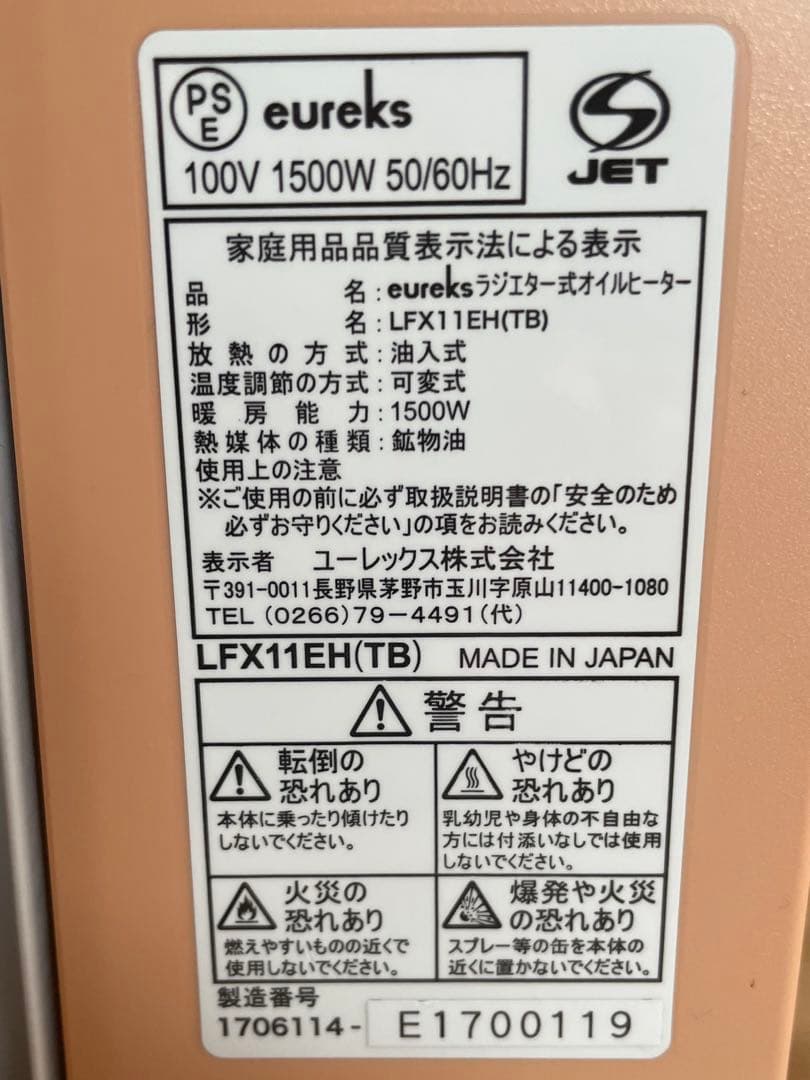 PSE eureks
100V 1500W 50/60Hz
JET
家庭用品品質表示法による表示
品名:eureksラジエター式オイルヒーター
形名:LFX11EH(TB)
放熱の方式:油入式
温度調節の方式:可変式
暖房能力:1500W
熱媒体の種類:鉱物油
使用上の注意
※ご使用の前に必ず取扱説明書の「安全のため
必ずお守りください」の項をお読みください。
表示者 ユーレックス株式会社
〒391-0011長野県茅野市玉川字原山11400-1080
TEL (0266)79-4491(代)
LFX11EH(TB) MADE IN JAPAN
警告
転倒の
恐れあり
本体に乗ったり傾けたり
しないでください。
やけどの
恐れあり
乳幼児や身体の不自由な
方には付添いなしでは使用
しないでください。
火災の
恐れあり
燃えやすいものの近くで
使用しないでください。
爆発や火災
の恐れあり
スプレー等の缶を本体の
近くに置かないでください。
製造番号
1706114- E1700119